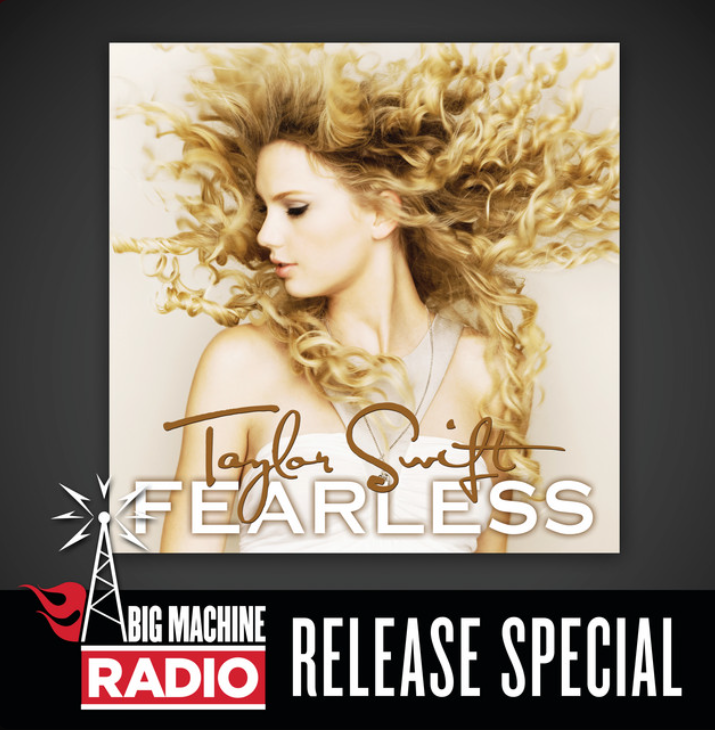 Taylor Swift
FEARLESS
BIG MACHINE
RADIO
RELEASE SPECIAL